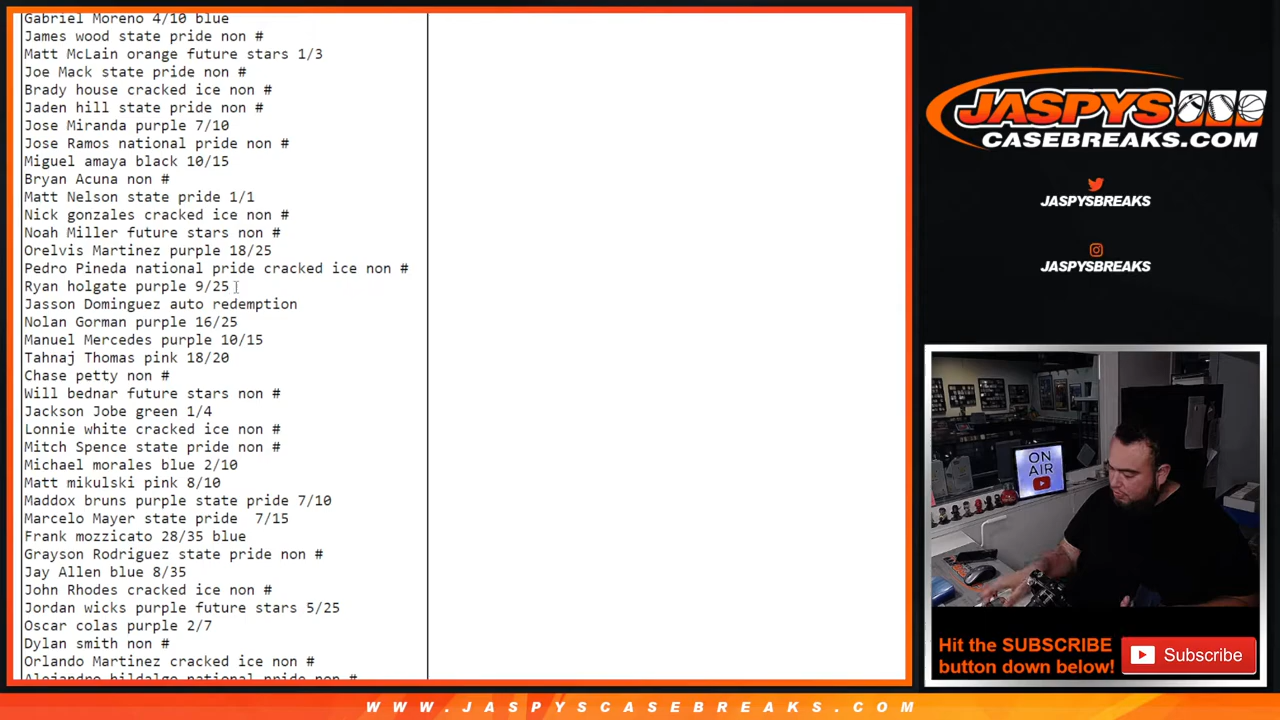 Gabriel Moreno 4/10 blue
James wood state pride non #
Matt McLain orange future stars 1/3
Joe Mack state pride non #
Brady house cracked ice non #
Jaden hill state pride non #
Jose Miranda purple 7/10
Jose Ramos national pride non #
Miguel amaya black 10/15
Bryan Acuna non #
Matt Nelson state pride 1/1
Nick gonzales cracked ice non #
Noah Miller future stars non #
Orelvis Martinez purple 18/25
Pedro Pineda national pride cracked ice non #
Ryan holgate purple 9/25
Jasson Dominguez auto redemption
Nolan Gorman purple 16/25
Manuel Mercedes purple 10/15
Tahnaj Thomas pink 18/20
Chase petty non #
Will bednar future stars non #
Jackson Jobe green 1/4
Lonnie white cracked ice non #
Mitch Spence state pride non #
Michael morales blue 2/10
Matt mikulski pink 8/10
Maddox bruns purple state pride 7/10
Marcelo Mayer state pride  7/15
Frank mozzicato 28/35 blue
Grayson Rodriguez state pride non #
Jay Allen blue 8/35
John Rhodes cracked ice non #
Jordan wicks purple future stars 5/25
Oscar colas purple 2/7
Dylan smith non #
Orlando Martinez cracked ice non #
Alejandro hildalgo national pride non #
JASPYS
CASEBREAKS.COM
JASPYSBREAKS
JASPYSBREAKS
ON
AIR
Hit the SUBSCRIBE
button down below!
Subscribe
WWW.JASPYSCASEBREAKS.COM